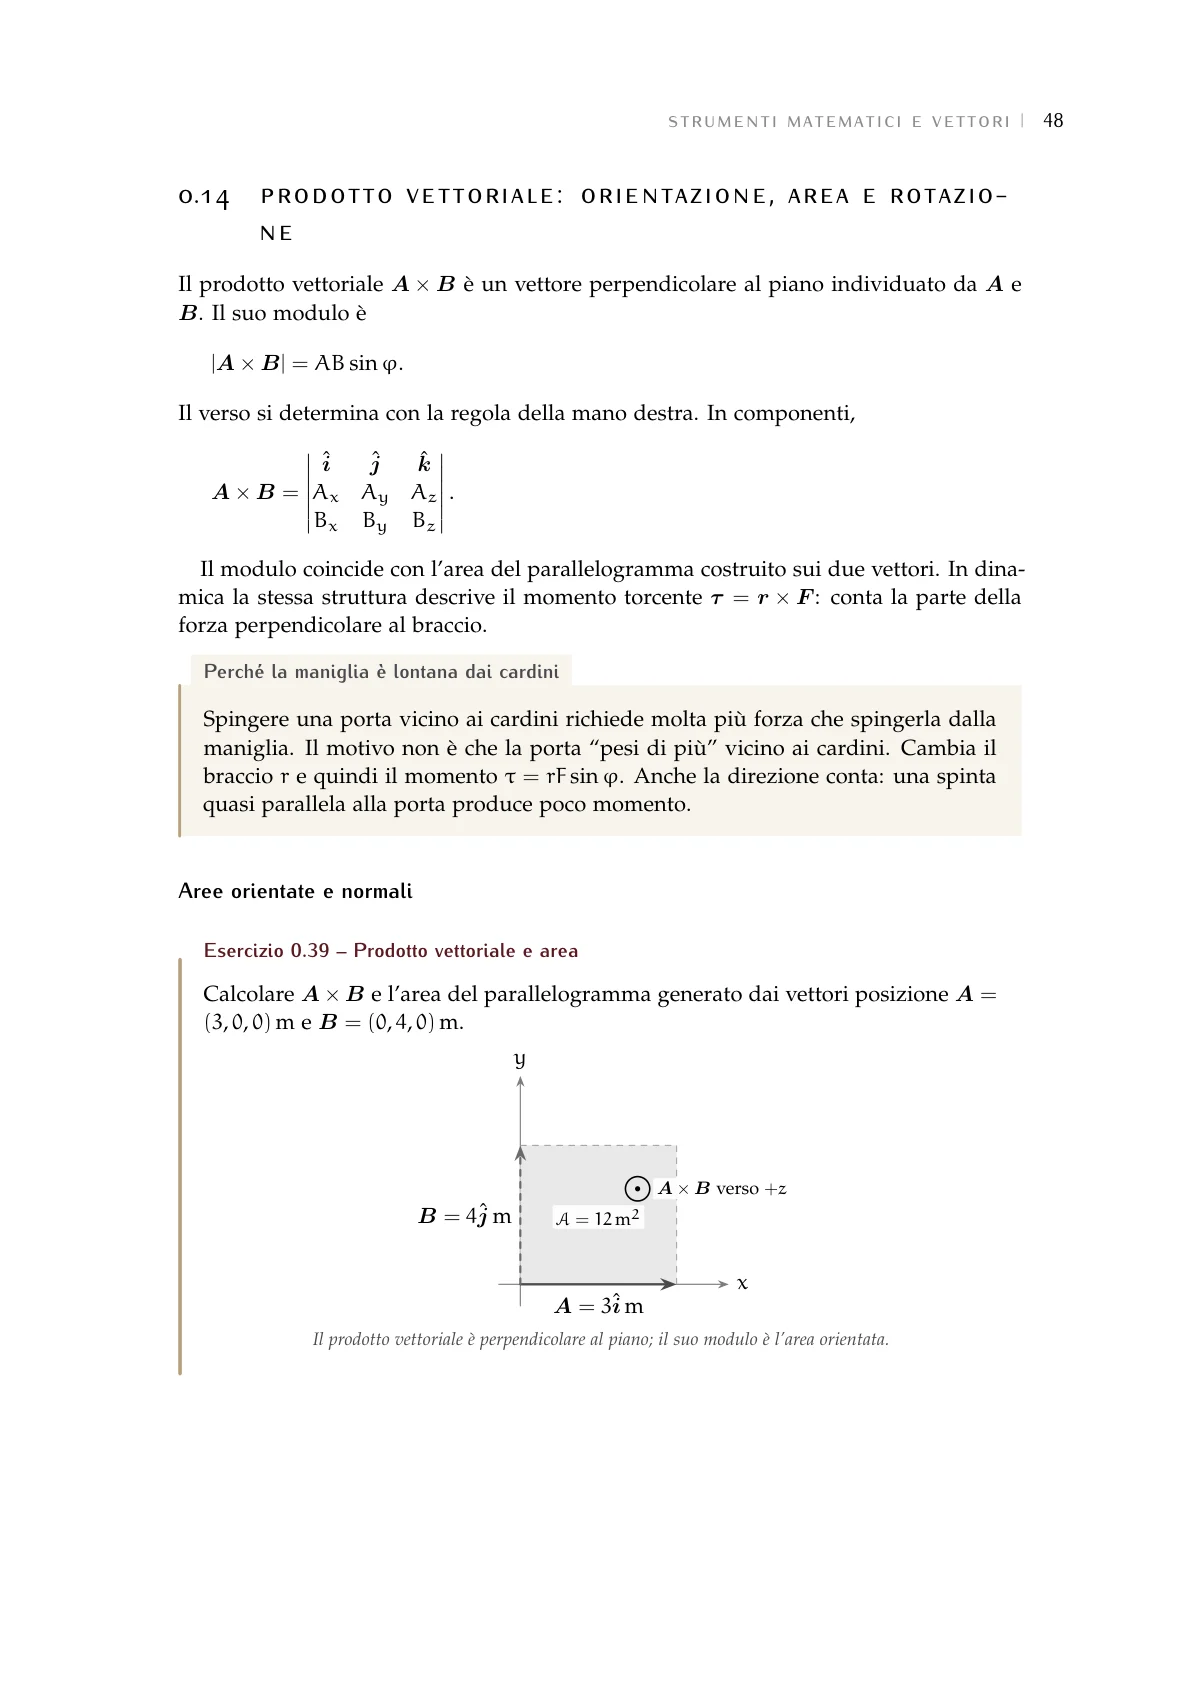 STRUMENTI MATEMATICI E VETTORI | 48
0.14 PRODOTTO VETTORIALE: ORIENTAZIONE, AREA E ROTAZIO-
NE
Il prodotto vettoriale A × B è un vettore perpendicolare al piano individuato da A e
B. Il suo modulo è
|A × B| = AB sin φ.
Il verso si determina con la regola della mano destra. In componenti,
î ĵ k̂
A × B = |Aₓ A_y A_z| .
Bₓ B_y B_z
Il modulo coincide con l’area del parallelogramma costruito sui due vettori. In dina-
mica la stessa struttura descrive il momento torcente τ = r × F: conta la parte della
forza perpendicolare al braccio.
Perché la maniglia è lontana dai cardini
Spingere una porta vicino ai cardini richiede molta più forza che spingerla dalla
maniglia. Il motivo non è che la porta “pesi di più” vicino ai cardini. Cambia il
braccio r e quindi il momento τ = rF sin φ. Anche la direzione conta: una spinta
quasi parallela alla porta produce poco momento.
Aree orientate e normali
Esercizio 0.39 – Prodotto vettoriale e area
Calcolare A × B e l’area del parallelogramma generato dai vettori posizione A =
(3, 0, 0) m e B = (0, 4, 0) m.
y
A × B verso +z
B = 4ĵ m
𝒜 = 12 m²
x
A = 3î m
Il prodotto vettoriale è perpendicolare al piano; il suo modulo è l’area orientata.